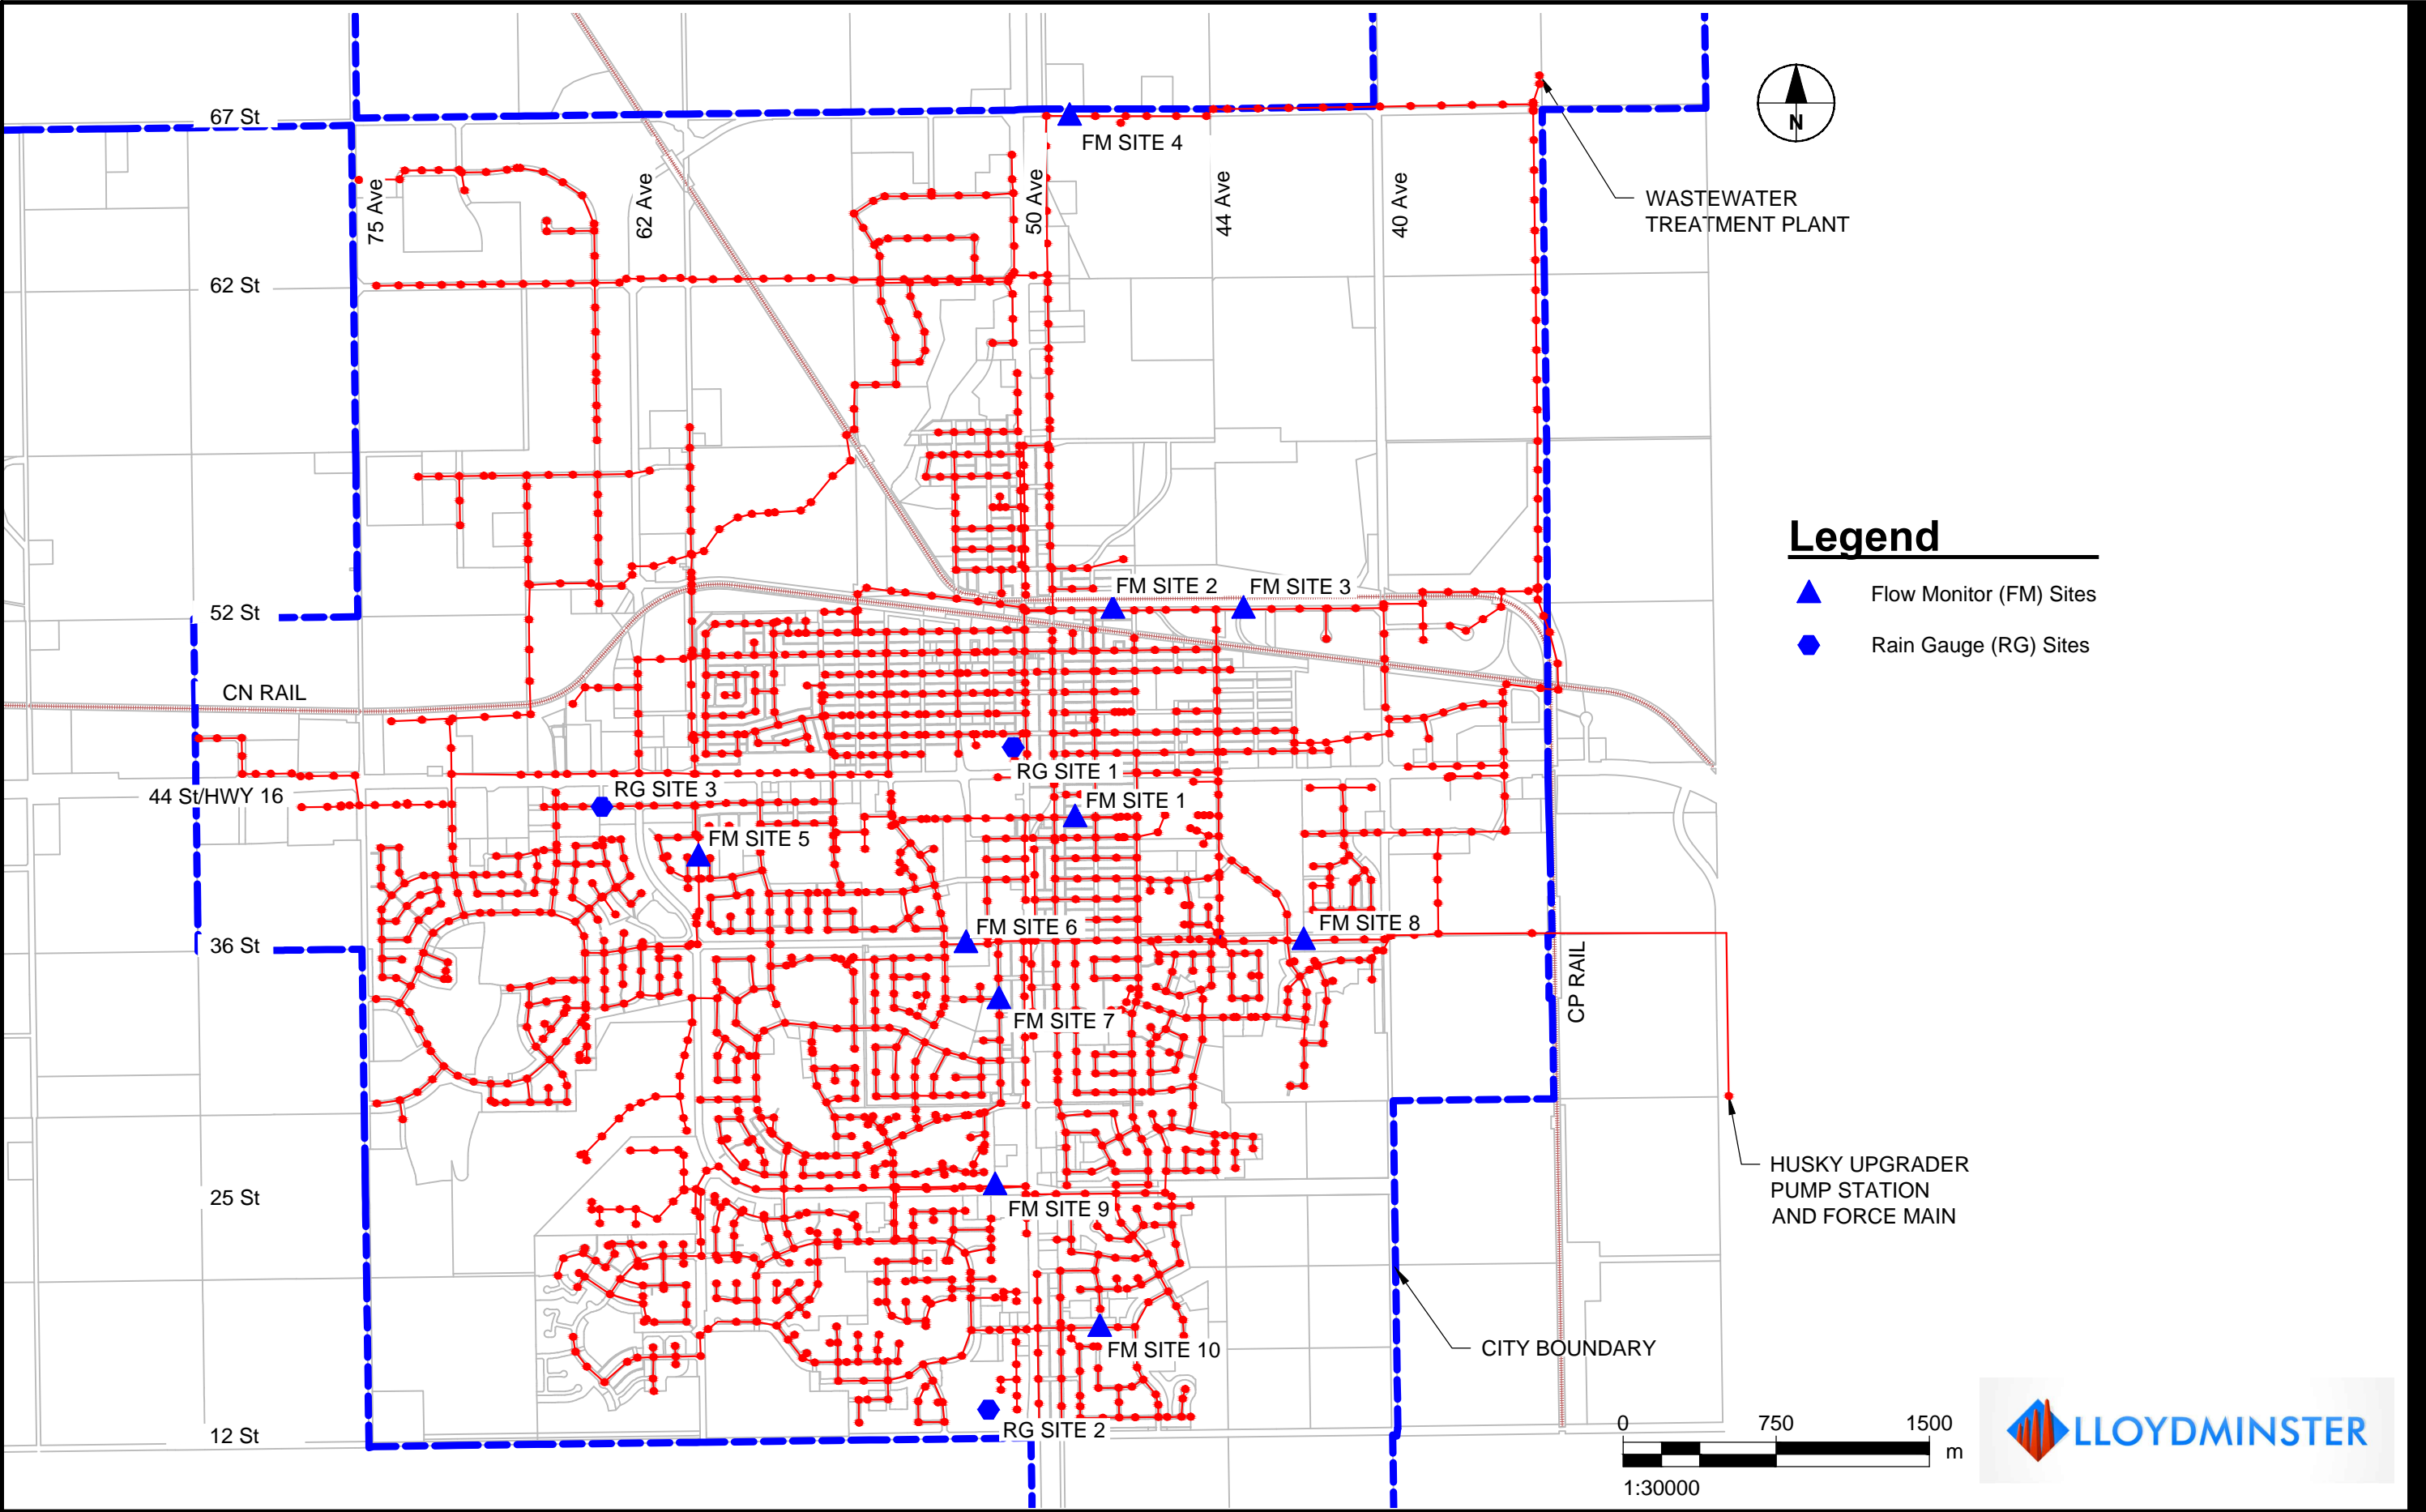 67 St
FM SITE 4
N
75 Ave
62 Ave
50 Ave
44 Ave
40 Ave
WASTEWATER
TREATMENT PLANT
62 St
Legend
Flow Monitor (FM) Sites
Rain Gauge (RG) Sites
FM SITE 2
FM SITE 3
52 St
CN RAIL
RG SITE 1
44 St/HWY 16
RG SITE 3
FM SITE 1
FM SITE 5
FM SITE 6
FM SITE 8
36 St
CP RAIL
FM SITE 7
HUSKY UPGRADER
PUMP STATION
AND FORCE MAIN
25 St
FM SITE 9
CITY BOUNDARY
FM SITE 10
12 St
RG SITE 2
0 750 1500
m
1:30000
LLOYDMINSTER